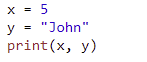 x = 5
y = "John"
print(x, y)